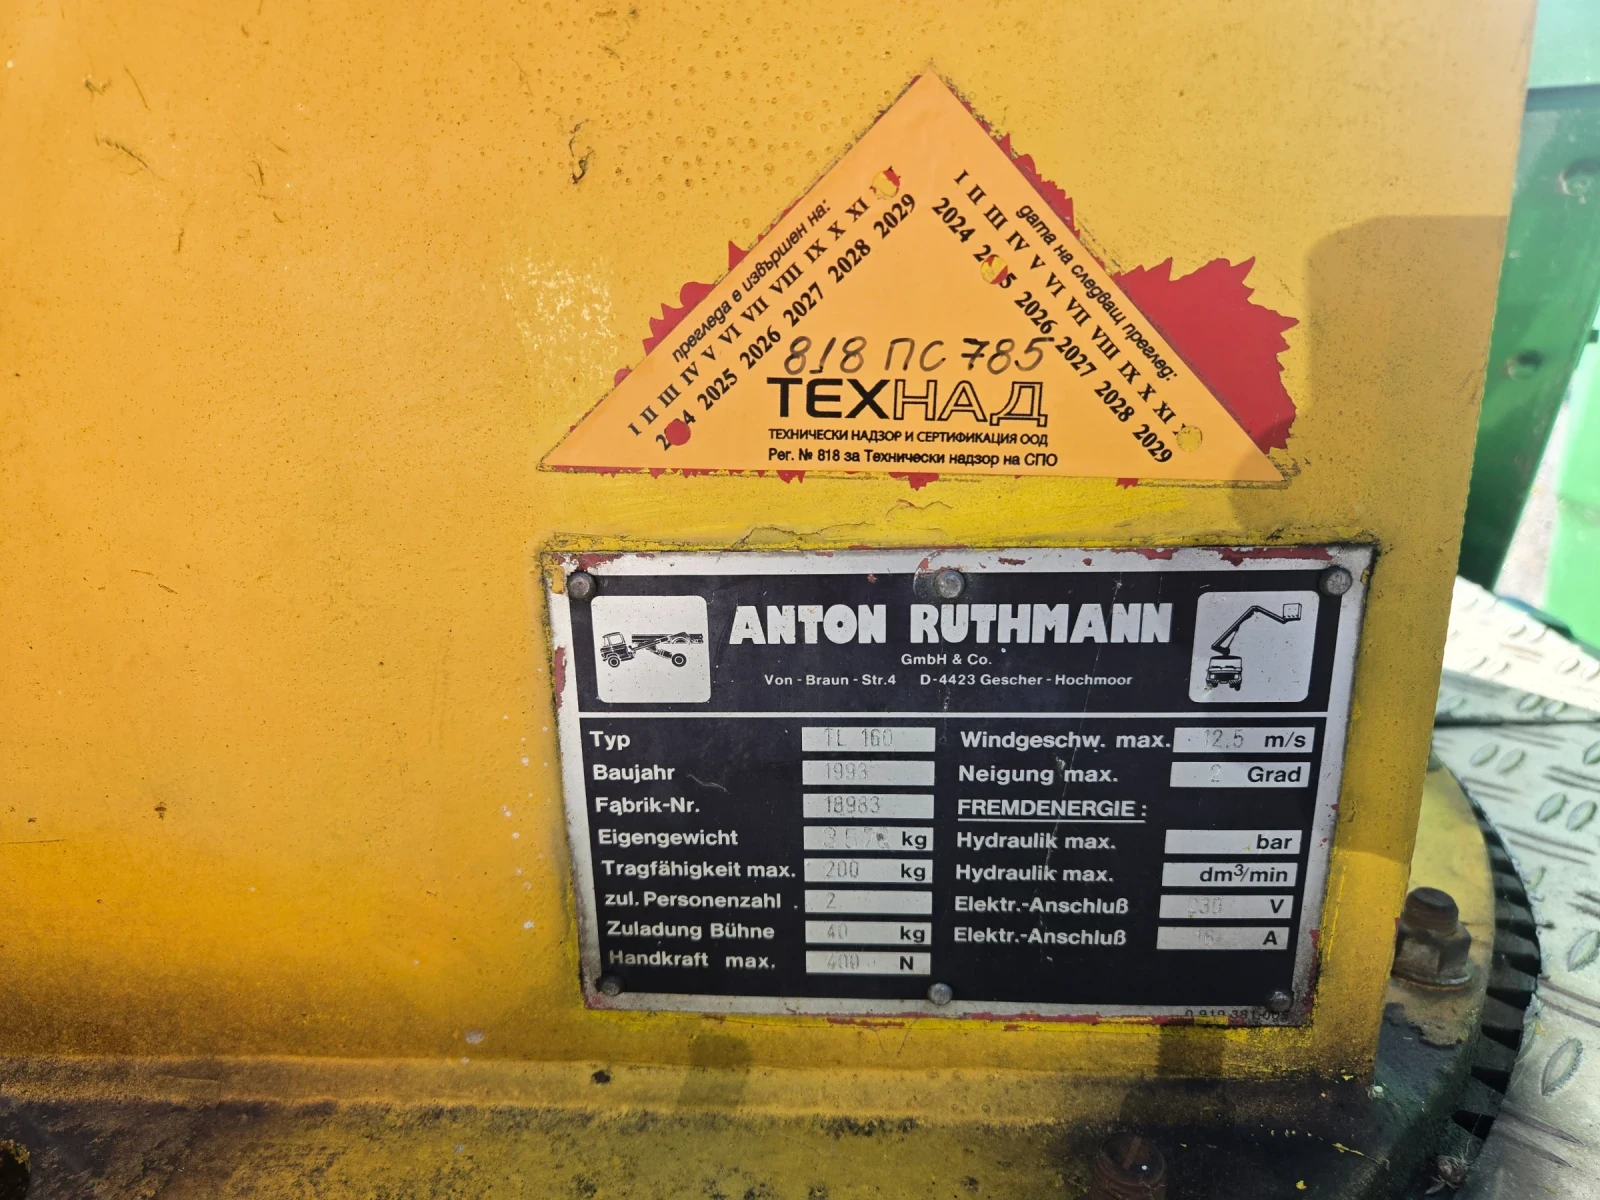 прегледа е извършен на:
I II III IV V VI VII VIII IX X XI
2025 2026 2027 2028 2029
дата на следващ преглед:
I II III IV V VI VII VIII IX X XI
2024 2026 2027 2028 2029
818 ПС 785
ТЕХНАД
ТЕХНИЧЕСКИ НАДЗОР И СЕРТИФИКАЦИЯ ООД
Рег. № 818 за Технически надзор на СПО
ANTON RUTHMANN
GmbH & Co.
Von - Braun - Str.4 D-4423 Gescher - Hochmoor
Typ TL 160
Baujahr 1993
Fabrik-Nr. 18983
Eigengewicht kg
Tragfähigkeit max. 200 kg
zul. Personenzahl 2
Zuladung Bühne 40 kg
Handkraft max. 400 N
Windgeschw. max. 12.5 m/s
Neigung max. 2 Grad
FREMDENERGIE:
Hydraulik max. bar
Hydraulik max. dm³/min
Elektr.-Anschluß 230 V
Elektr.-Anschluß A